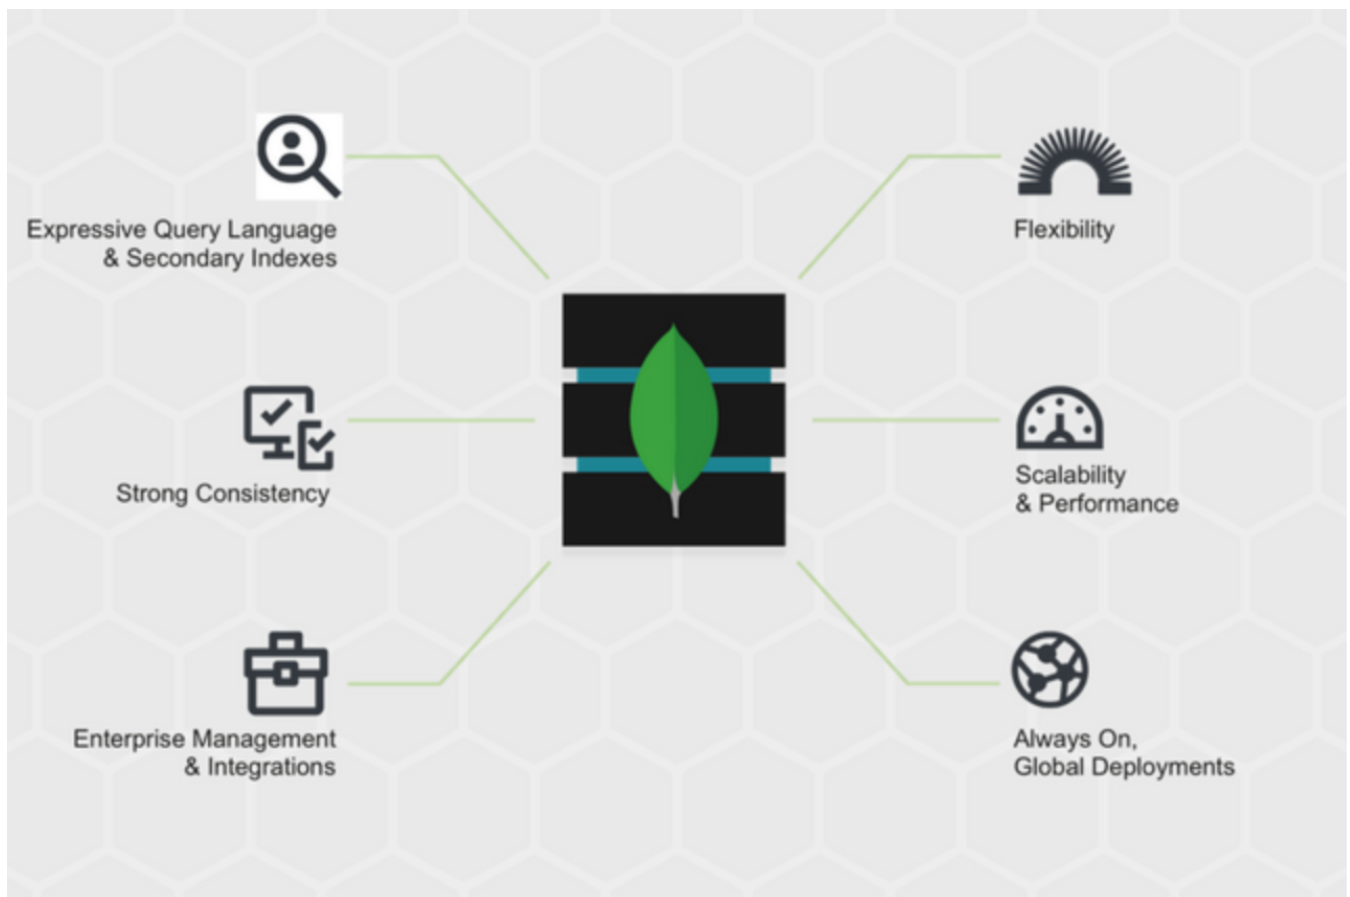 Expressive Query Language
& Secondary Indexes
Strong Consistency
Enterprise Management
& Integrations
Flexibility
Scalability
& Performance
Always On,
Global Deployments